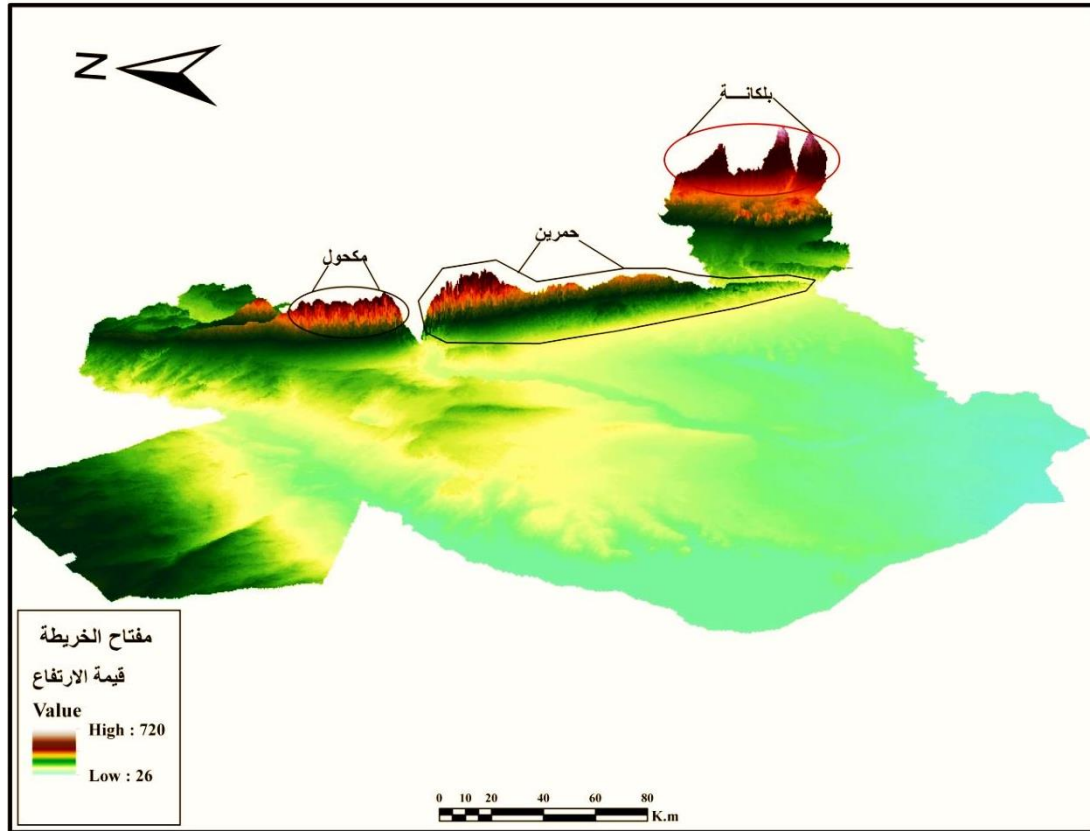 N
بلكانـــة
حمرين
مكحول
مفتاح الخريطة
قيمة الارتفاع
Value
High : 720
Low : 26
0 10 20 40 60 80
K.m